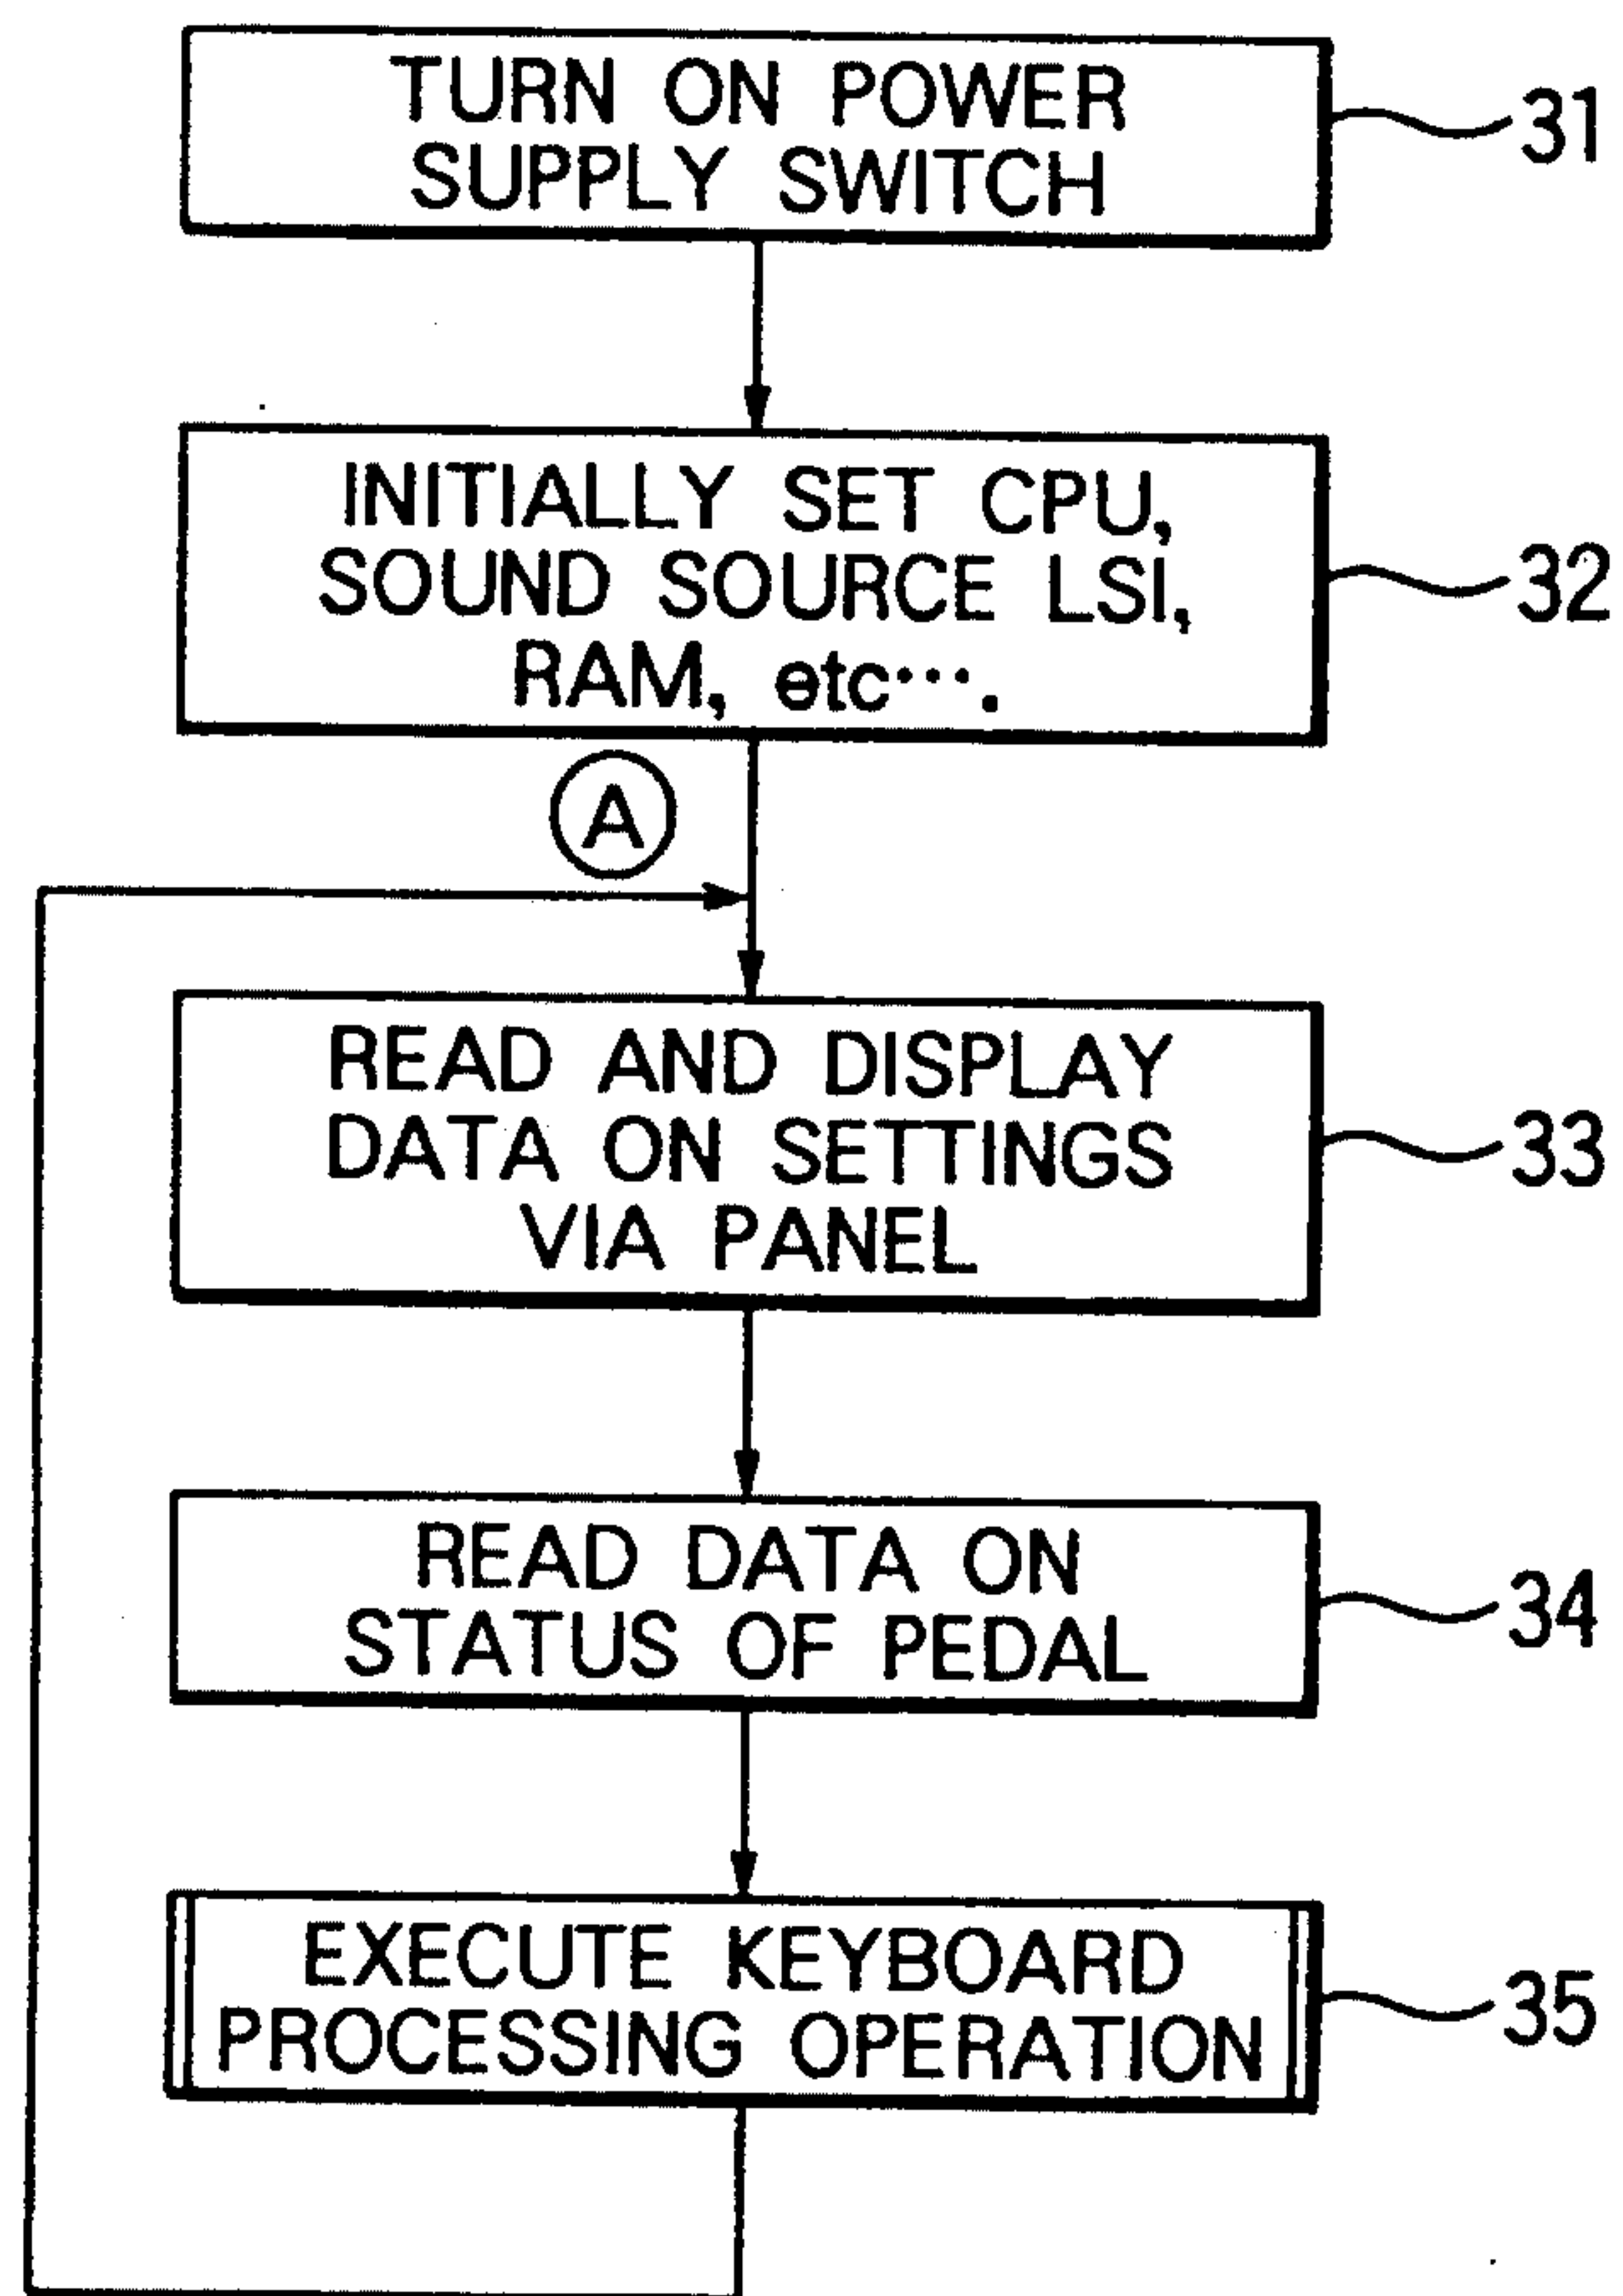 TURN ON POWER
SUPPLY SWITCH
31
INITIALLY SET CPU,
SOUND SOURCE LSI,
RAM, etc….
32
A
READ AND DISPLAY
DATA ON SETTINGS
VIA PANEL
33
READ DATA ON
STATUS OF PEDAL
34
EXECUTE KEYBOARD
PROCESSING OPERATION
35